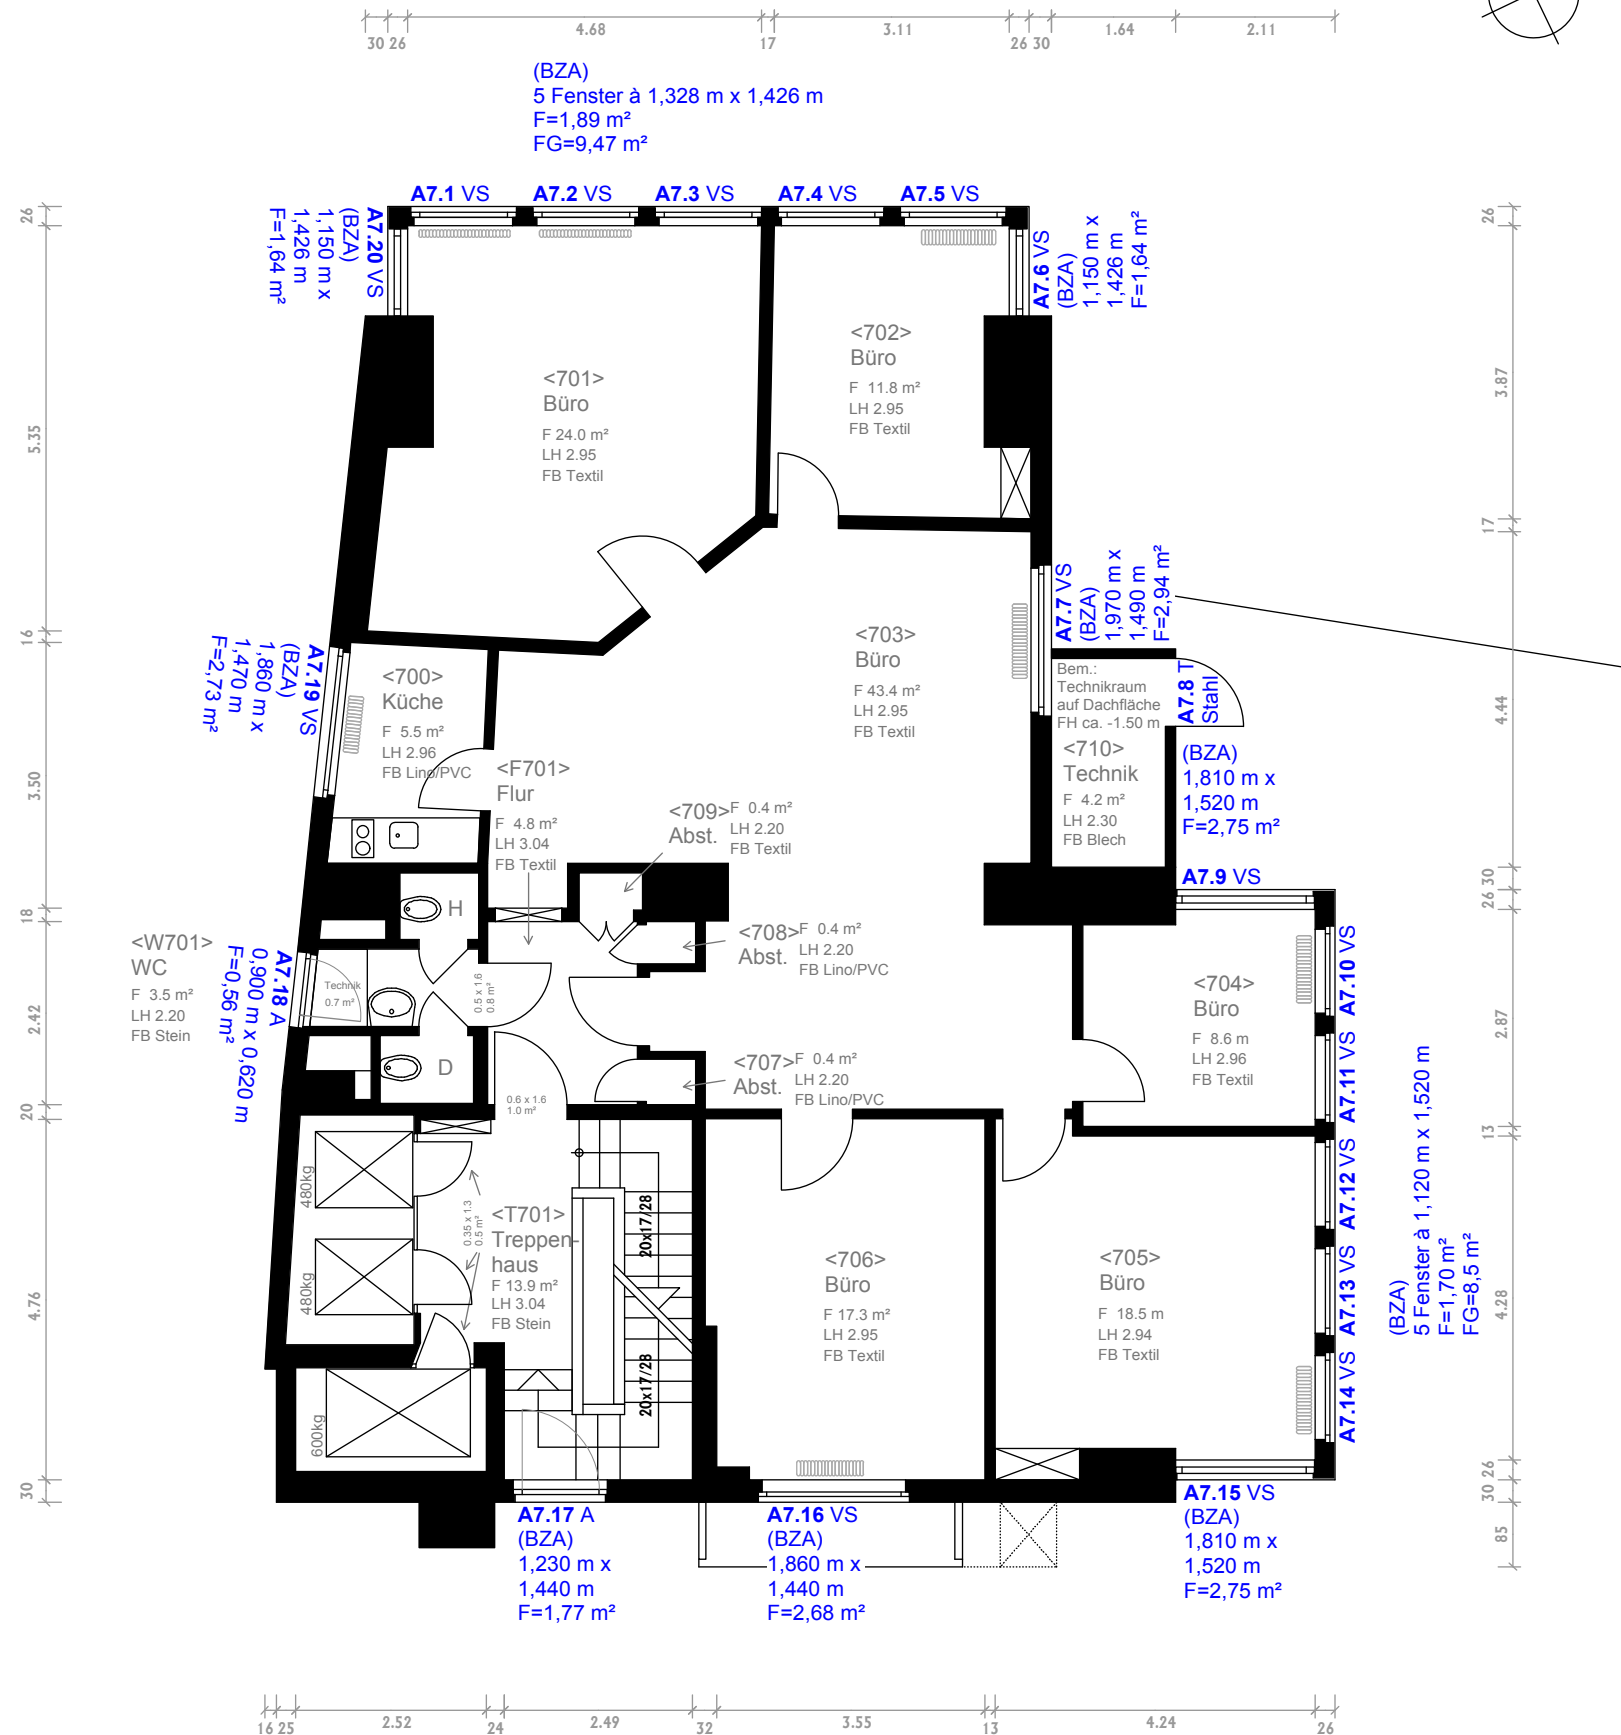 30 26
4.68
17
3.11
26 30
1.64
2.11
(BZA)
5 Fenster à 1,328 m x 1,426 m
F=1,89 m²
FG=9,47 m²
A7.1 VS
A7.2 VS
A7.3 VS
A7.4 VS
A7.5 VS
A7.20 VS
(BZA)
1,150 m x
1,426 m
F=1,64 m²
A7.6 VS
(BZA)
1,150 m x
1,426 m
F=1,64 m²
26
5.35
16
3.50
18
2.42
20
4.76
30
26
3.87
17
4.44
26 30
2.87
13
4.28
30 26
85
<701>
Büro
F 24.0 m²
LH 2.95
FB Textil
<702>
Büro
F 11.8 m²
LH 2.95
FB Textil
<703>
Büro
F 43.4 m²
LH 2.95
FB Textil
A7.7 VS
(BZA)
1,970 m x
1,490 m
F=2,94 m²
A7.19 VS
(BZA)
1,860 m x
1,470 m
F=2,73 m²
<700>
Küche
F 5.5 m²
LH 2.96
FB Lino/PVC
<F701>
Flur
F 4.8 m²
LH 3.04
FB Textil
Bem.:
Technikraum
auf Dachfläche
FH ca. -1.50 m
<710>
Technik
F 4.2 m²
LH 2.30
FB Blech
A7.8 T
Stahl
(BZA)
1,810 m x
1,520 m
F=2,75 m²
A7.9 VS
<709>
Abst.
F 0.4 m²
LH 2.20
FB Textil
<708>
Abst.
F 0.4 m²
LH 2.20
FB Lino/PVC
<707>
Abst.
F 0.4 m²
LH 2.20
FB Lino/PVC
H
D
Technik
0.7 m²
0.5 x 1.6
0.8 m²
0.6 x 1.6
1.0 m²
<W701>
WC
F 3.5 m²
LH 2.20
FB Stein
A7.18 A
0,900 m x 0,620 m
F=0,56 m²
<704>
Büro
F 8.6 m
LH 2.96
FB Textil
A7.10 VS
A7.11 VS
A7.12 VS
A7.13 VS
A7.14 VS
(BZA)
5 Fenster à 1,120 m x 1,520 m
F=1,70 m²
FG=8,5 m²
480kg
480kg
600kg
0.35 x 1.3
0.5 m²
<T701>
Treppen-
haus
F 13.9 m²
LH 3.04
FB Stein
20x17/28
20x17/28
<706>
Büro
F 17.3 m²
LH 2.95
FB Textil
<705>
Büro
F 18.5 m
LH 2.94
FB Textil
A7.17 A
(BZA)
1,230 m x
1,440 m
F=1,77 m²
A7.16 VS
(BZA)
1,860 m x
1,440 m
F=2,68 m²
A7.15 VS
(BZA)
1,810 m x
1,520 m
F=2,75 m²
16 25
2.52
24
2.49
32
3.55
13
4.24
26